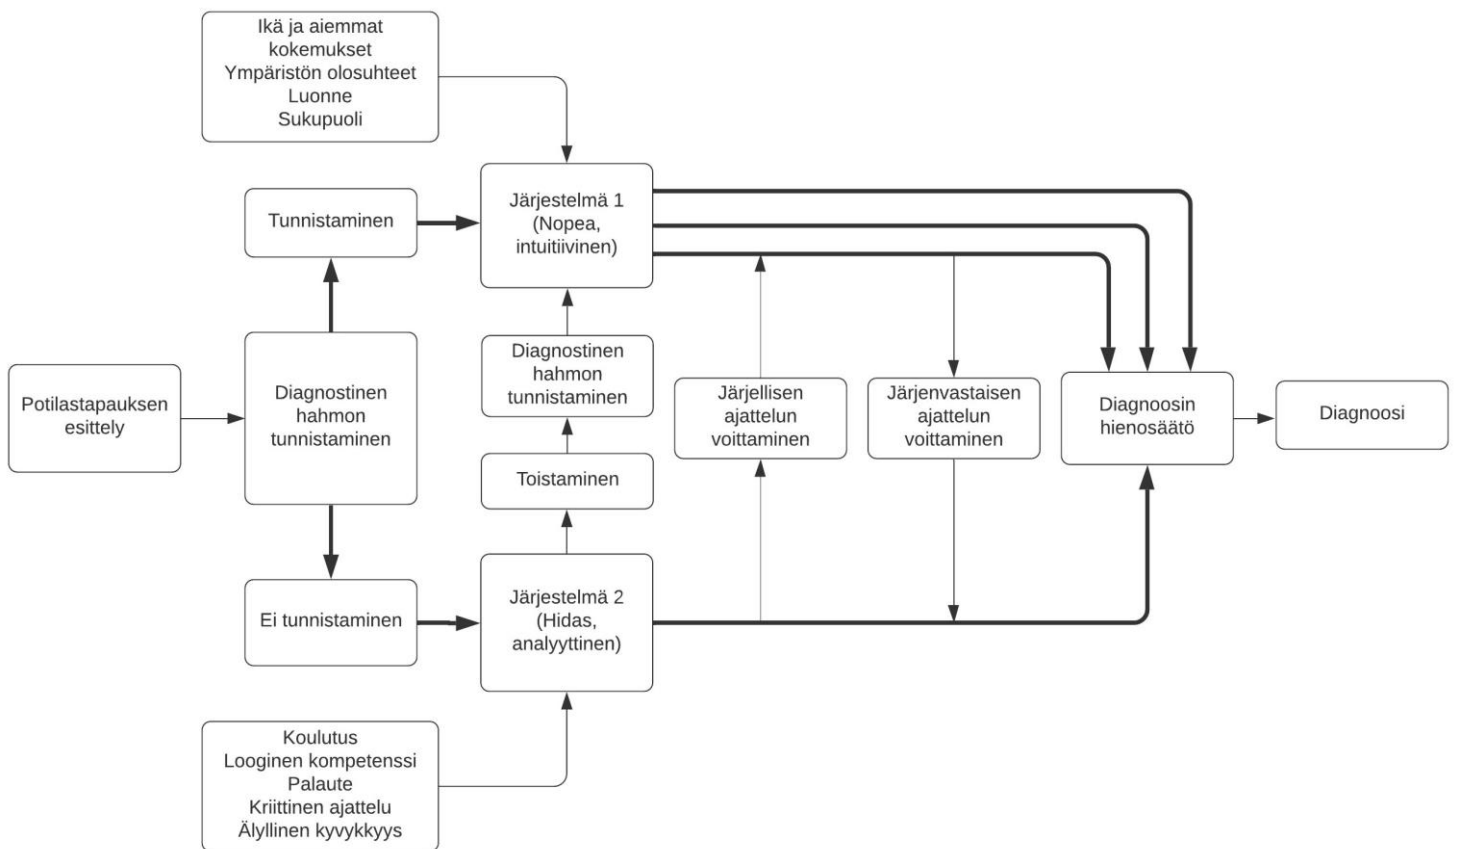 Ikä ja aiemmat
kokemukset
Ympäristön olosuhteet
Luonne
Sukupuoli
Tunnistaminen
Järjestelmä 1
(Nopea,
intuitiivinen)
Potilastapauksen
esittely
Diagnostinen
hahmon
tunnistaminen
Diagnostinen
hahmon
tunnistaminen
Toistaminen
Järjellisen
ajattelun
voittaminen
Järjenvastaisen
ajattelun
voittaminen
Diagnoosin
hienosäätö
Diagnoosi
Ei tunnistaminen
Järjestelmä 2
(Hidas,
analyyttinen)
Koulutus
Looginen kompetenssi
Palaute
Kriittinen ajattelu
Älyllinen kyvykkyys